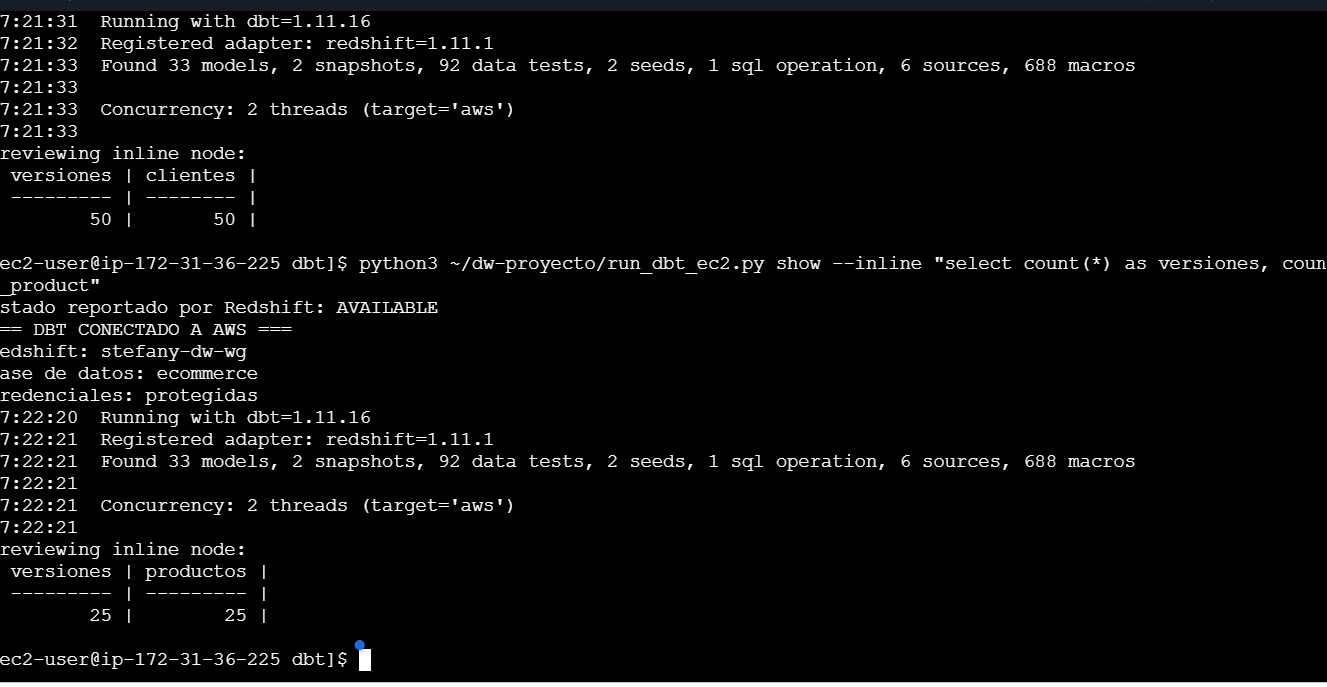 7:21:31  Running with dbt=1.11.16
7:21:32  Registered adapter: redshift=1.11.1
7:21:33  Found 33 models, 2 snapshots, 92 data tests, 2 seeds, 1 sql operation, 6 sources, 688 macros
7:21:33
7:21:33  Concurrency: 2 threads (target='aws')
7:21:33
reviewing inline node:
 versiones | clientes |
 --------- | -------- |
        50 |       50 |
ec2-user@ip-172-31-36-225 dbt]$ python3 ~/dw-proyecto/run_dbt_ec2.py show --inline "select count(*) as versiones, coun
_product"
stado reportado por Redshift: AVAILABLE
== DBT CONECTADO A AWS ===
edshift: stefany-dw-wg
ase de datos: ecommerce
redenciales: protegidas
7:22:20  Running with dbt=1.11.16
7:22:21  Registered adapter: redshift=1.11.1
7:22:21  Found 33 models, 2 snapshots, 92 data tests, 2 seeds, 1 sql operation, 6 sources, 688 macros
7:22:21
7:22:21  Concurrency: 2 threads (target='aws')
7:22:21
reviewing inline node:
 versiones | productos |
 --------- | --------- |
        25 |        25 |
ec2-user@ip-172-31-36-225 dbt]$